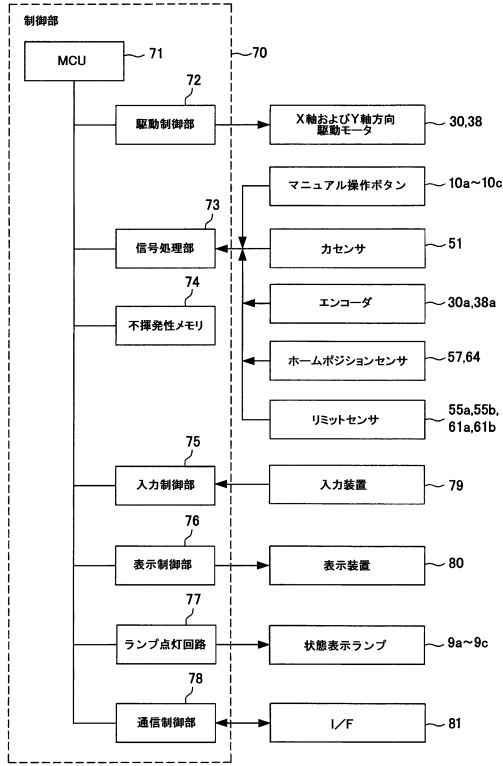 制御部
MCU
71
70
72
駆動制御部
X軸およびY軸方向
駆動モータ
30,38
マニュアル操作ボタン
10a~10c
73
信号処理部
力センサ
51
74
不揮発性メモリ
エンコーダ
30a,38a
ホームポジションセンサ
57,64
リミットセンサ
55a,55b,
61a,61b
75
入力制御部
入力装置
79
76
表示制御部
表示装置
80
77
ランプ点灯回路
状態表示ランプ
9a~9c
78
通信制御部
I/F
81